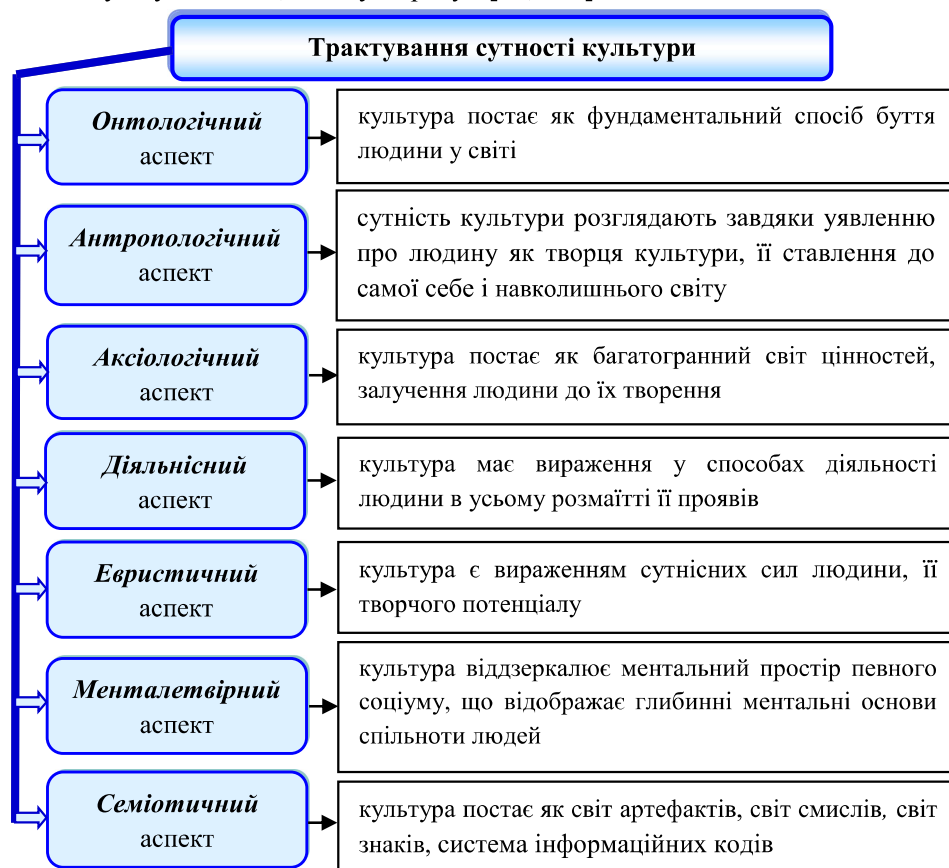 Трактування сутності культури
Онтологічний
аспект
культура постає як фундаментальний спосіб буття
людини у світі
Антропологічний
аспект
сутність культури розглядають завдяки уявленню
про людину як творця культури, її ставлення до
самої себе і навколишнього світу
Аксіологічний
аспект
культура постає як багатогранний світ цінностей,
залучення людини до їх творення
Діяльнісний
аспект
культура має вираження у способах діяльності
людини в усьому розмаїтті її проявів
Евристичний
аспект
культура є вираженням сутнісних сил людини, її
творчого потенціалу
Менталетвірний
аспект
культура віддзеркалює ментальний простір певного
соціуму, що відображає глибинні ментальні основи
спільноти людей
Семіотичний
аспект
культура постає як світ артефактів, світ смислів, світ
знаків, система інформаційних кодів